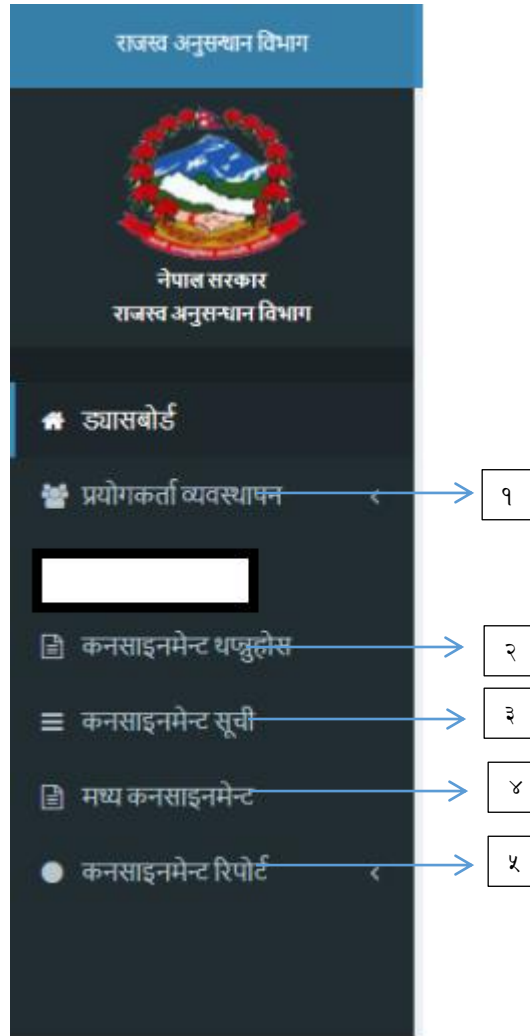 राजस्व अनुसन्धान विभाग
नेपाल सरकार
राजस्व अनुसन्धान विभाग
ड्यासबोर्ड
प्रयोगकर्ता व्यवस्थापन
१
कनसाइनमेन्ट थप्नुहोस
२
कनसाइनमेन्ट सूची
३
मध्य कनसाइनमेन्ट
४
कनसाइनमेन्ट रिपोर्ट
५